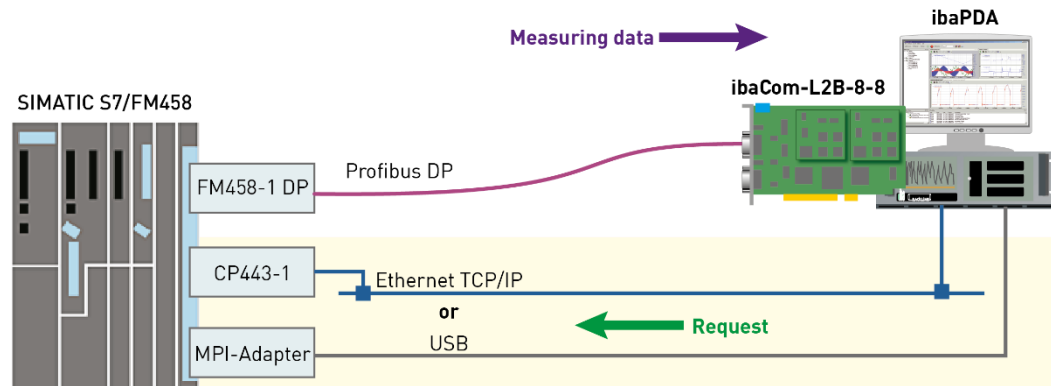 ibaPDA
Measuring data
ibaCom-L2B-8-8
SIMATIC S7/FM458
FM458-1 DP
Profibus DP
CP443-1
Ethernet TCP/IP
or
Request
USB
MPI-Adapter